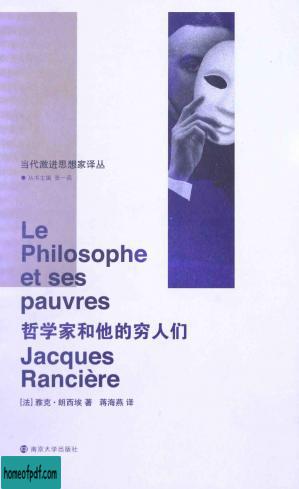 当代激进思想家译丛
● 丛书主编 张一兵
Le
Philosophe
et ses
pauvres
哲学家和他的穷人们
Jacques
Rancière
[法] 雅克·朗西埃 著 蒋海燕 译
南京大学出版社
homeofpdf.com